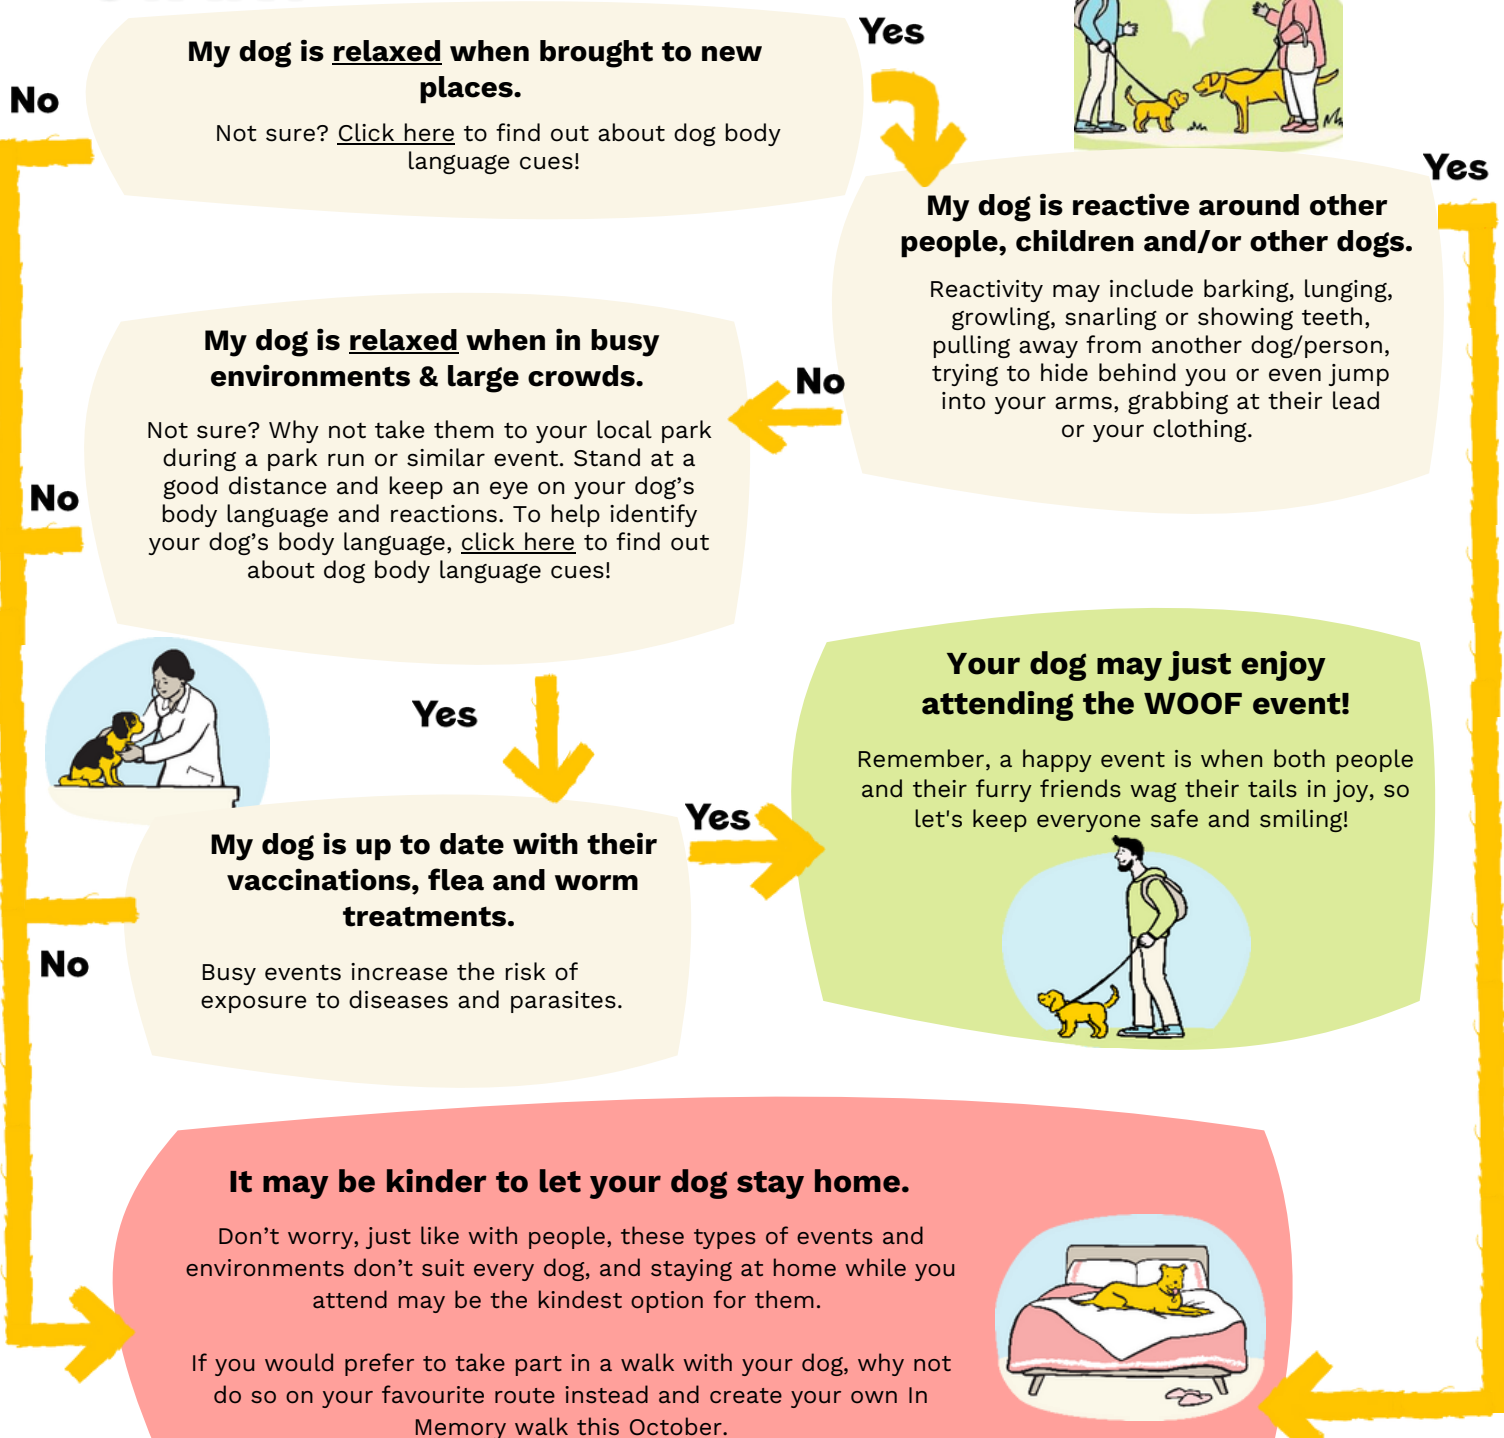 My dog is relaxed when brought to new
places.
Not sure? Click here to find out about dog body
language cues!
No
Yes
My dog is reactive around other
people, children and/or other dogs.
Reactivity may include barking, lunging,
growling, snarling or showing teeth,
pulling away from another dog/person,
trying to hide behind you or even jump
into your arms, grabbing at their lead
or your clothing.
Yes
No
My dog is relaxed when in busy
environments & large crowds.
Not sure? Why not take them to your local park
during a park run or similar event. Stand at a
good distance and keep an eye on your dog’s
body language and reactions. To help identify
your dog’s body language, click here to find out
about dog body language cues!
No
Yes
My dog is up to date with their
vaccinations, flea and worm
treatments.
Busy events increase the risk of
exposure to diseases and parasites.
No
Yes
Your dog may just enjoy
attending the WOOF event!
Remember, a happy event is when both people
and their furry friends wag their tails in joy, so
let's keep everyone safe and smiling!
It may be kinder to let your dog stay home.
Don’t worry, just like with people, these types of events and
environments don’t suit every dog, and staying at home while you
attend may be the kindest option for them.
If you would prefer to take part in a walk with your dog, why not
do so on your favourite route instead and create your own In
Memory walk this October.